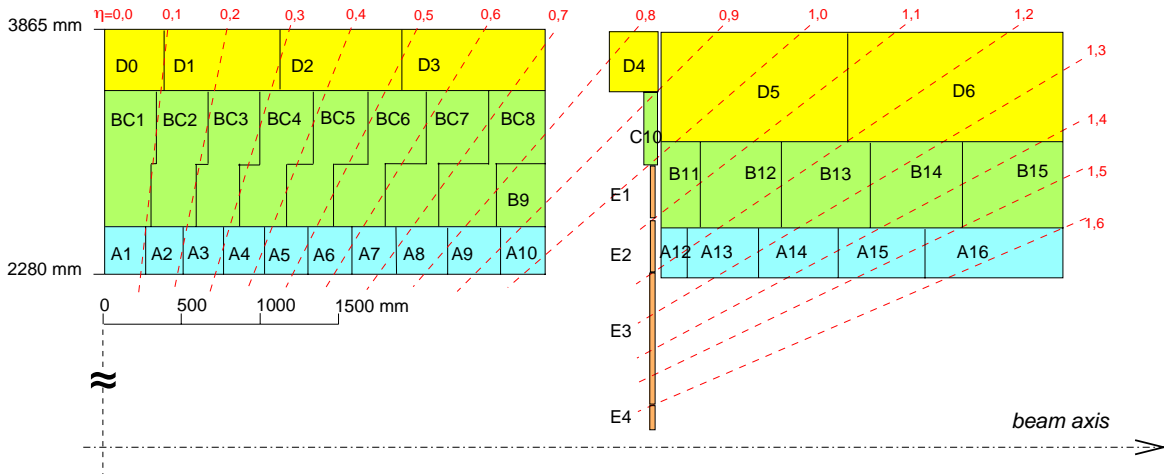 η=0,0 0,1 0,2 0,3 0,4 0,5 0,6 0,7 0,8 0,9 1,0 1,1 1,2
3865 mm
1,3
D0 D1 D2 D3 D4 D5 D6
1,4
BC1 BC2 BC3 BC4 BC5 BC6 BC7 BC8 C10
1,5
B9 E1 B11 B12 B13 B14 B15
1,6
A1 A2 A3 A4 A5 A6 A7 A8 A9 A10 E2 A12 A13 A14 A15 A16
2280 mm
0 500 1000 1500 mm
E3
E4
beam axis